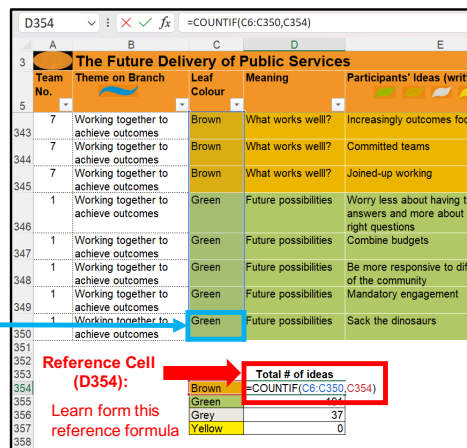 D354 fx =COUNTIF(C6:C350,C354)
A B C D E
3 The Future Delivery of Public Services
5 Team No. Theme on Branch Leaf Colour Meaning Participants' Ideas (writ
343 7 Working together to achieve outcomes Brown What works welll? Increasingly outcomes foc
344 7 Working together to achieve outcomes Brown What works welll? Committed teams
345 7 Working together to achieve outcomes Brown What works welll? Joined-up working
346 1 Working together to achieve outcomes Green Future possibilities Worry less about having t answers and more about right questions
347 1 Working together to achieve outcomes Green Future possibilities Combine budgets
348 1 Working together to achieve outcomes Green Future possibilities Be more responsive to dif of the community
349 1 Working together to achieve outcomes Green Future possibilities Mandatory engagement
350 1 Working together to achieve outcomes Green Future possibilities Sack the dinosaurs
351
352
353 Total # of ideas
354 Brown =COUNTIF(C6:C350,C354)
355 Green
356 Grey 37
357 Yellow 0
358
Reference Cell
(D354):
Learn form this
reference formula